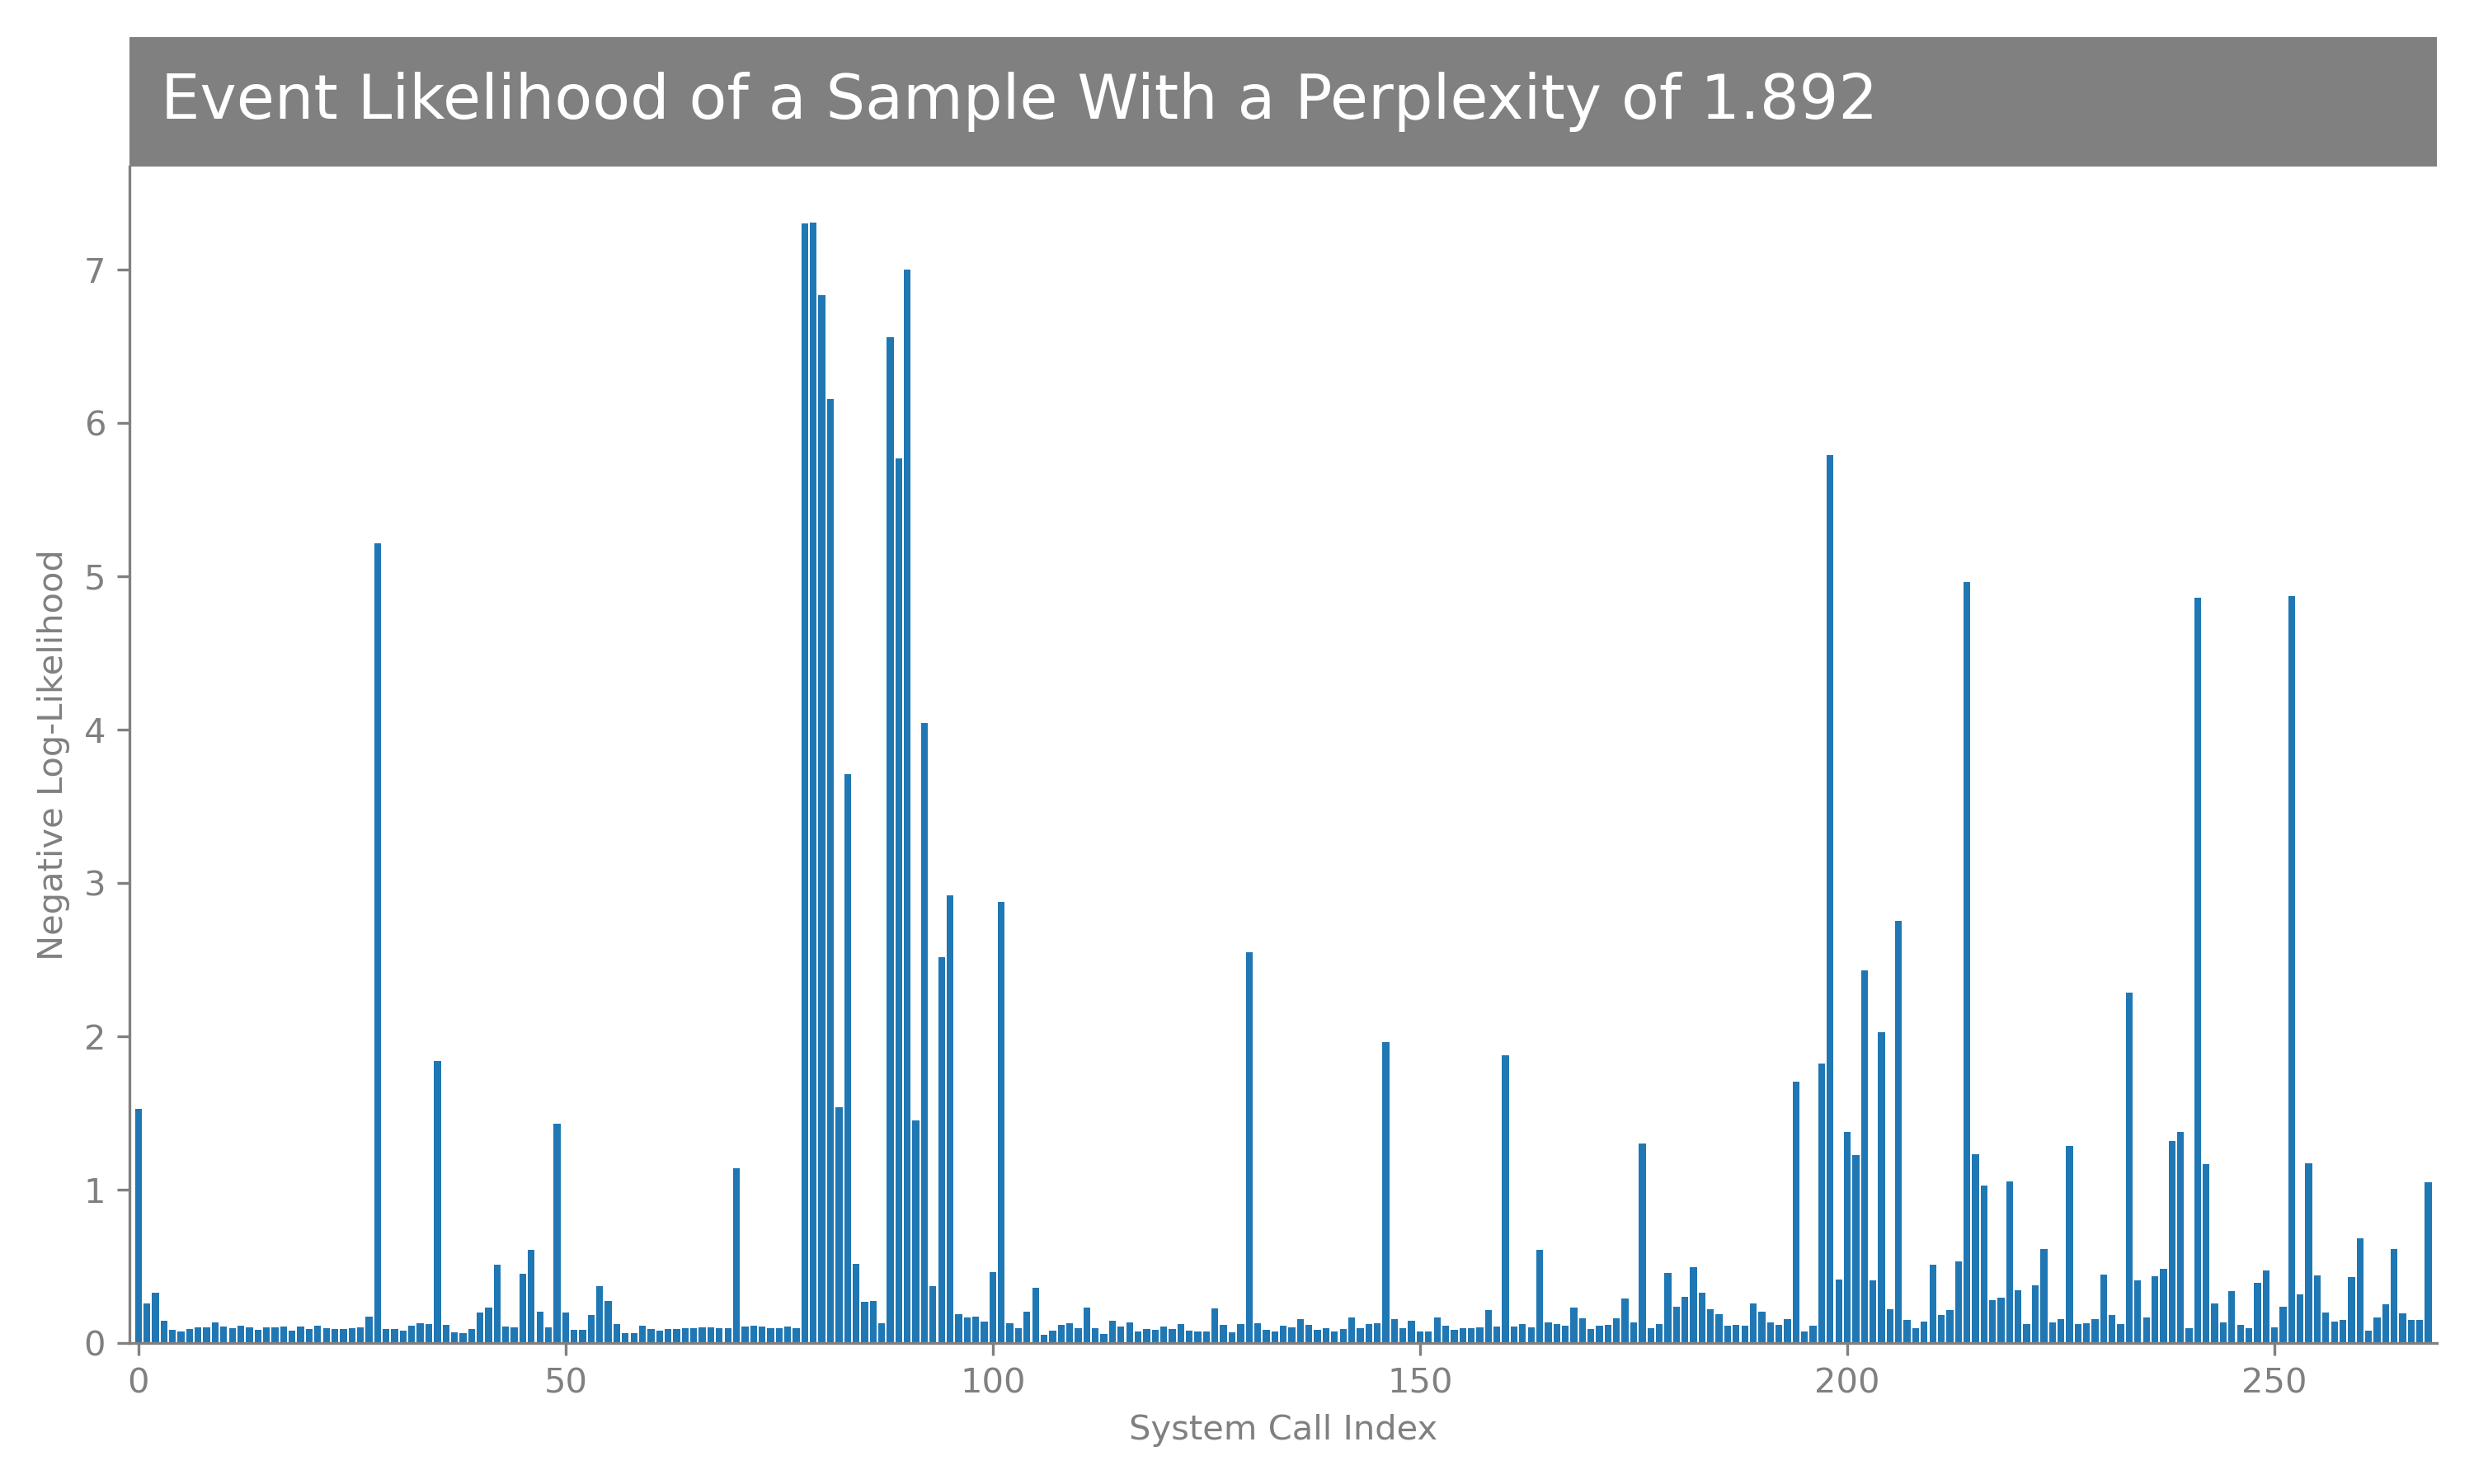 Event Likelihood of a Sample With a Perplexity of 1.892
Negative Log-Likelihood
7
6
5
4
3
2
1
0
0 50 100 150 200 250
System Call Index